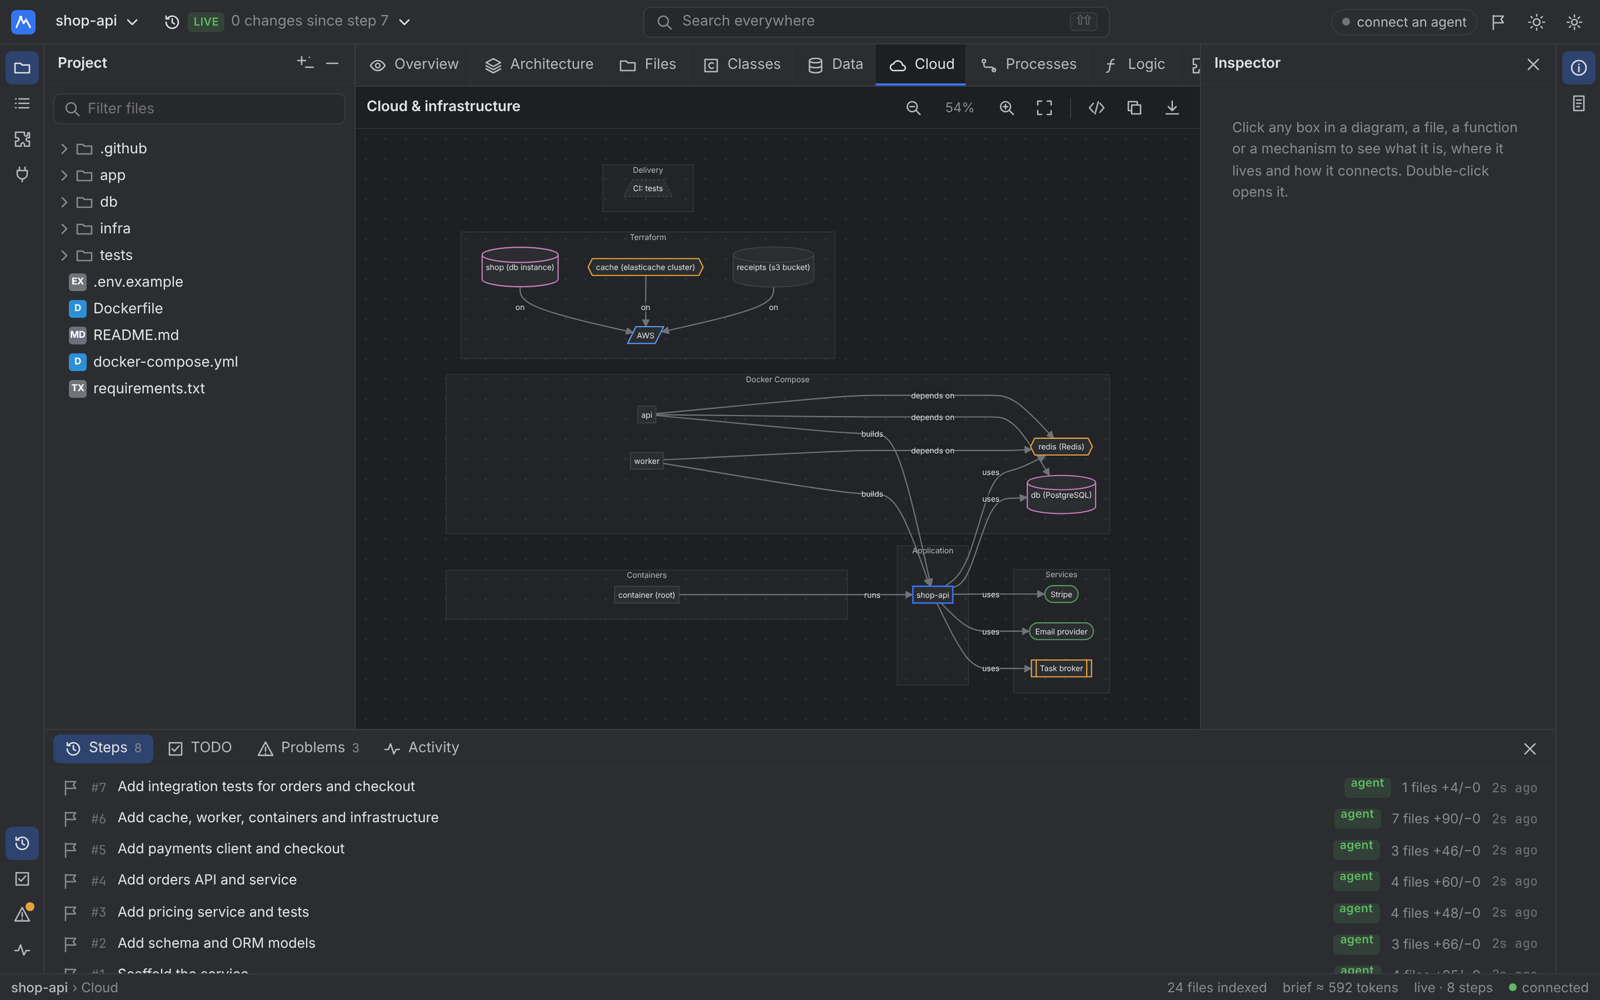 shop-api
LIVE 0 changes since step 7
Search everywhere
connect an agent
Project
Filter files
.github
app
db
infra
tests
EX .env.example
D Dockerfile
MD README.md
D docker-compose.yml
TX requirements.txt
Overview
Architecture
Files
Classes
Data
Cloud
Processes
Logic
Cloud & infrastructure
54%
Delivery
CI: tests
Terraform
shop (db instance)
cache (elasticache cluster)
receipts (s3 bucket)
on
on
on
AWS
Docker Compose
api
depends on
depends on
builds
redis (Redis)
worker
depends on
uses
builds
uses
db (PostgreSQL)
Application
Containers
Services
container (root)
runs
shop-api
uses
Stripe
uses
Email provider
uses
Task broker
Inspector
Click any box in a diagram, a file, a function
or a mechanism to see what it is, where it
lives and how it connects. Double-click
opens it.
Steps 8
TODO
Problems 3
Activity
#7 Add integration tests for orders and checkout agent 1 files +4/−0 2s ago
#6 Add cache, worker, containers and infrastructure agent 7 files +90/−0 2s ago
#5 Add payments client and checkout agent 3 files +46/−0 2s ago
#4 Add orders API and service agent 4 files +60/−0 2s ago
#3 Add pricing service and tests agent 4 files +48/−0 2s ago
#2 Add schema and ORM models agent 3 files +66/−0 2s ago
#1 Scaffold the service agent
shop-api › Cloud
24 files indexed
brief ≈ 592 tokens
live · 8 steps
connected